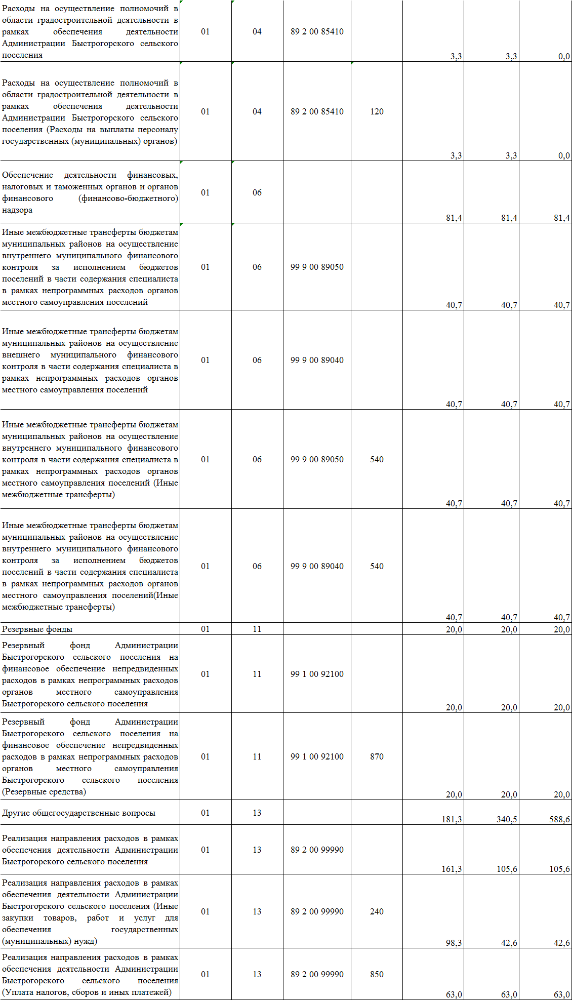 Расходы на осуществление полномочий в
области градостроительной деятельности в
рамках обеспечения деятельности
Администрации Быстрогорского сельского
поселения
01 04 89 2 00 85410 3,3 3,3 0,0
Расходы на осуществление полномочий в
области градостроительной деятельности в
рамках обеспечения деятельности
Администрации Быстрогорского сельского
поселения (Расходы на выплаты персоналу
государственных (муниципальных) органов)
01 04 89 2 00 85410 120 3,3 3,3 0,0
Обеспечение деятельности финансовых,
налоговых и таможенных органов и органов
финансового (финансово-бюджетного)
надзора
01 06 81,4 81,4 81,4
Иные межбюджетные трансферты бюджетам
муниципальных районов на осуществление
внутреннего муниципального финансового
контроля за исполнением бюджетов
поселений в части содержания специалиста
в рамках непрограммных расходов органов
местного самоуправления поселений
01 06 99 9 00 89050 40,7 40,7 40,7
Иные межбюджетные трансферты бюджетам
муниципальных районов на осуществление
внешнего муниципального финансового
контроля в части содержания специалиста в
рамках непрограммных расходов органов
местного самоуправления поселений
01 06 99 9 00 89040 40,7 40,7 40,7
Иные межбюджетные трансферты бюджетам
муниципальных районов на осуществление
внутреннего муниципального финансового
контроля в части содержания специалиста в
рамках непрограммных расходов органов
местного самоуправления поселений (Иные
межбюджетные трансферты)
01 06 99 9 00 89050 540 40,7 40,7 40,7
Иные межбюджетные трансферты бюджетам
муниципальных районов на осуществление
внутреннего муниципального финансового
контроля за исполнением бюджетов
поселений в части содержания специалиста
в рамках непрограммных расходов органов
местного самоуправления поселений(Иные
межбюджетные трансферты)
01 06 99 9 00 89040 540 40,7 40,7 40,7
Резервные фонды 01 11 20,0 20,0 20,0
Резервный фонд Администрации
Быстрогорского сельского поселения на
финансовое обеспечение непредвиденных
расходов в рамках непрограммных расходов
органов местного самоуправления
Быстрогорского сельского поселения
01 11 99 1 00 92100 20,0 20,0 20,0
Резервный фонд Администрации
Быстрогорского сельского поселения на
финансовое обеспечение непредвиденных
расходов в рамках непрограммных расходов
органов местного самоуправления
Быстрогорского сельского поселения
(Резервные средства)
01 11 99 1 00 92100 870 20,0 20,0 20,0
Другие общегосударственные вопросы 01 13 181,3 340,5 588,6
Реализация направления расходов в рамках
обеспечения деятельности Администрации
Быстрогорского сельского поселения
01 13 89 2 00 99990 161,3 105,6 105,6
Реализация направления расходов в рамках
обеспечения деятельности Администрации
Быстрогорского сельского поселения (Иные
закупки товаров, работ и услуг для
обеспечения государственных
(муниципальных) нужд)
01 13 89 2 00 99990 240 98,3 42,6 42,6
Реализация направления расходов в рамках
обеспечения деятельности Администрации
Быстрогорского сельского поселения
(Уплата налогов, сборов и иных платежей)
01 13 89 2 00 99990 850 63,0 63,0 63,0